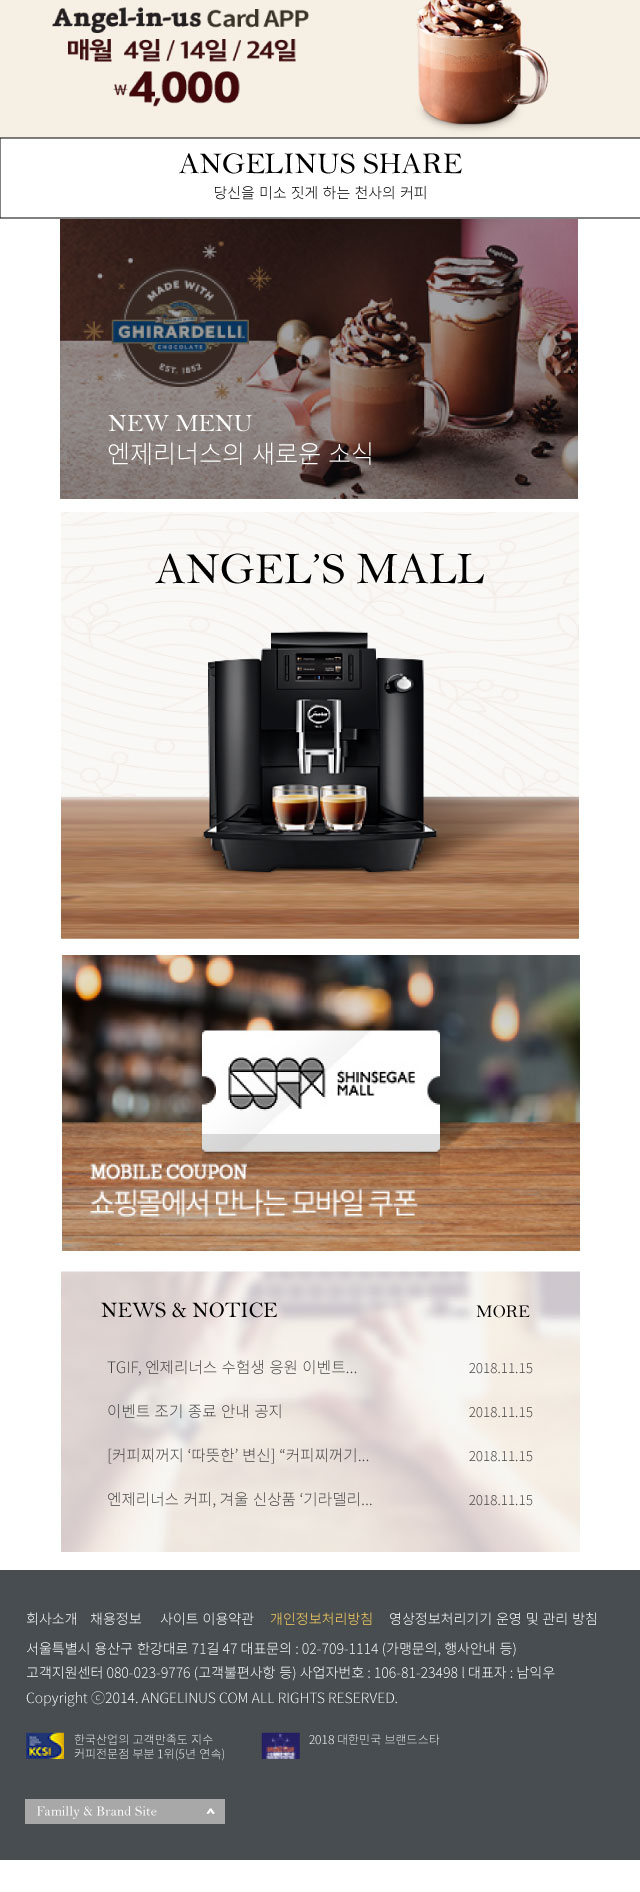 Angel-in-us Card APP
매월 4일 / 14일 / 24일
₩4,000
ANGELINUS SHARE
당신을 미소 짓게 하는 천사의 커피
Angel-in-us
MADE WITH
GHIRARDELLI
CHOCOLATE
EST. 1852
NEW MENU
엔제리너스의 새로운 소식
ANGEL’S MALL
jura
SHINSEGAE
MALL
MOBILE COUPON
쇼핑몰에서 만나는 모바일 쿠폰
NEWS & NOTICE MORE
TGIF, 엔제리너스 수험생 응원 이벤트... 2018.11.15
이벤트 조기 종료 안내 공지 2018.11.15
[커피찌꺼지 ‘따뜻한’ 변신] “커피찌꺼기... 2018.11.15
엔제리너스 커피, 겨울 신상품 ‘기라델리... 2018.11.15
회사소개 채용정보 사이트 이용약관 개인정보처리방침 영상정보처리기기 운영 및 관리 방침
서울특별시 용산구 한강대로 71길 47 대표문의 : 02-709-1114 (가맹문의, 행사안내 등)
고객지원센터 080-023-9776 (고객불편사항 등) 사업자번호 : 106-81-23498 l 대표자 : 남익우
Copyright ⓒ2014. ANGELINUS COM ALL RIGHTS RESERVED.
KCSI
한국산업의 고객만족도 지수
커피전문점 부분 1위(5년 연속)
2018 대한민국 브랜드스타
Familly & Brand Site